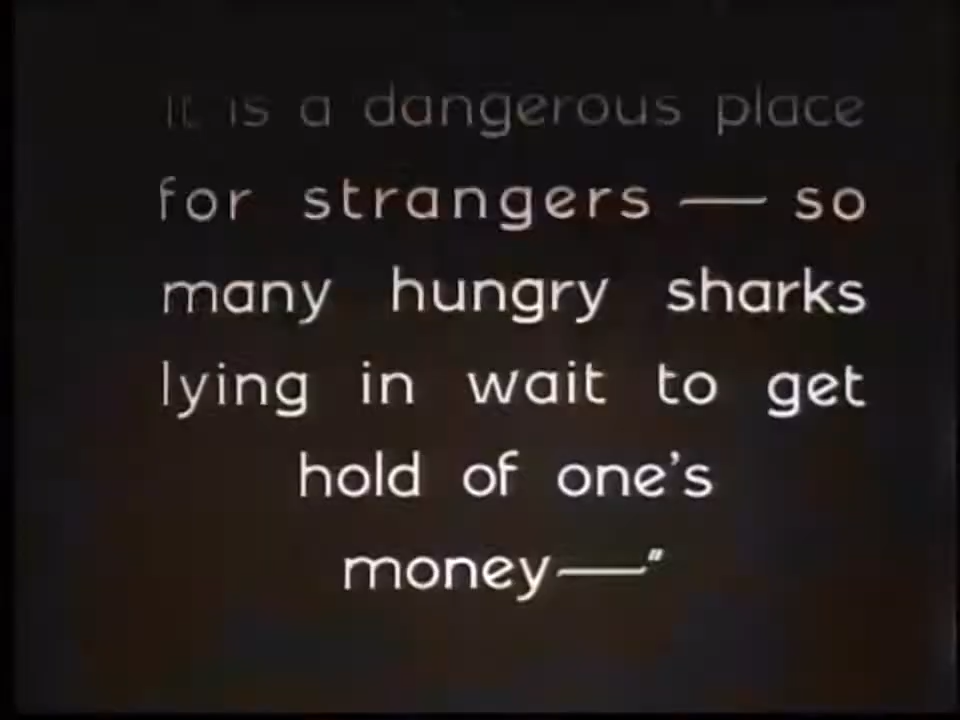 it is a dangerous place
for strangers — so
many hungry sharks
lying in wait to get
hold of one's
money—"